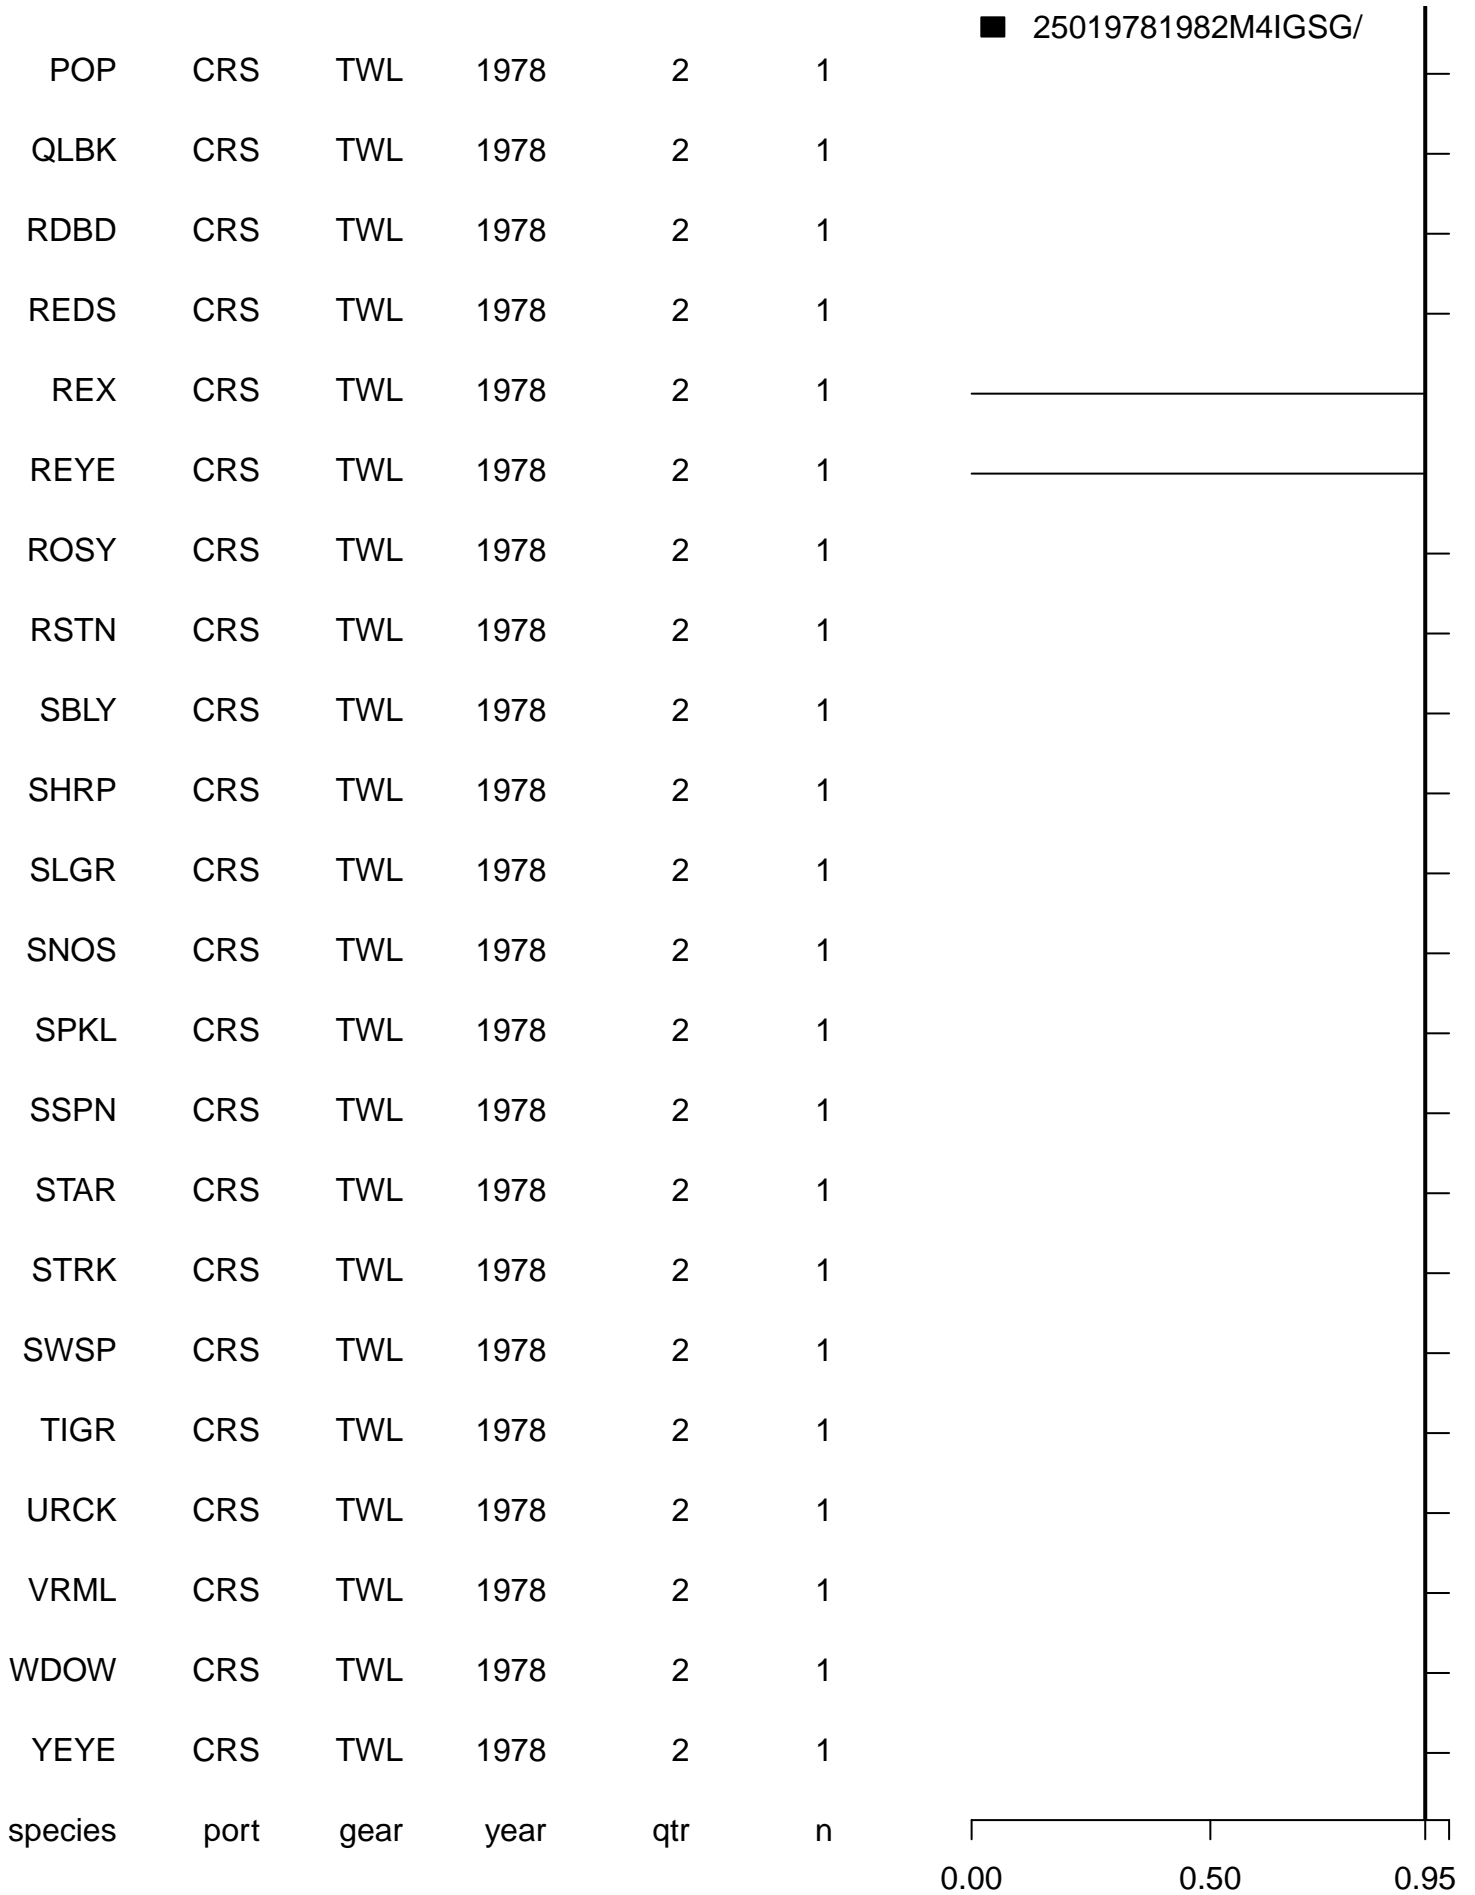 25019781982M4IGSG/
POP CRS TWL 1978 2 1
QLBK CRS TWL 1978 2 1
RDBD CRS TWL 1978 2 1
REDS CRS TWL 1978 2 1
REX CRS TWL 1978 2 1
REYE CRS TWL 1978 2 1
ROSY CRS TWL 1978 2 1
RSTN CRS TWL 1978 2 1
SBLY CRS TWL 1978 2 1
SHRP CRS TWL 1978 2 1
SLGR CRS TWL 1978 2 1
SNOS CRS TWL 1978 2 1
SPKL CRS TWL 1978 2 1
SSPN CRS TWL 1978 2 1
STAR CRS TWL 1978 2 1
STRK CRS TWL 1978 2 1
SWSP CRS TWL 1978 2 1
TIGR CRS TWL 1978 2 1
URCK CRS TWL 1978 2 1
VRML CRS TWL 1978 2 1
WDOW CRS TWL 1978 2 1
YEYE CRS TWL 1978 2 1
species port gear year qtr n
0.00 0.50 0.95